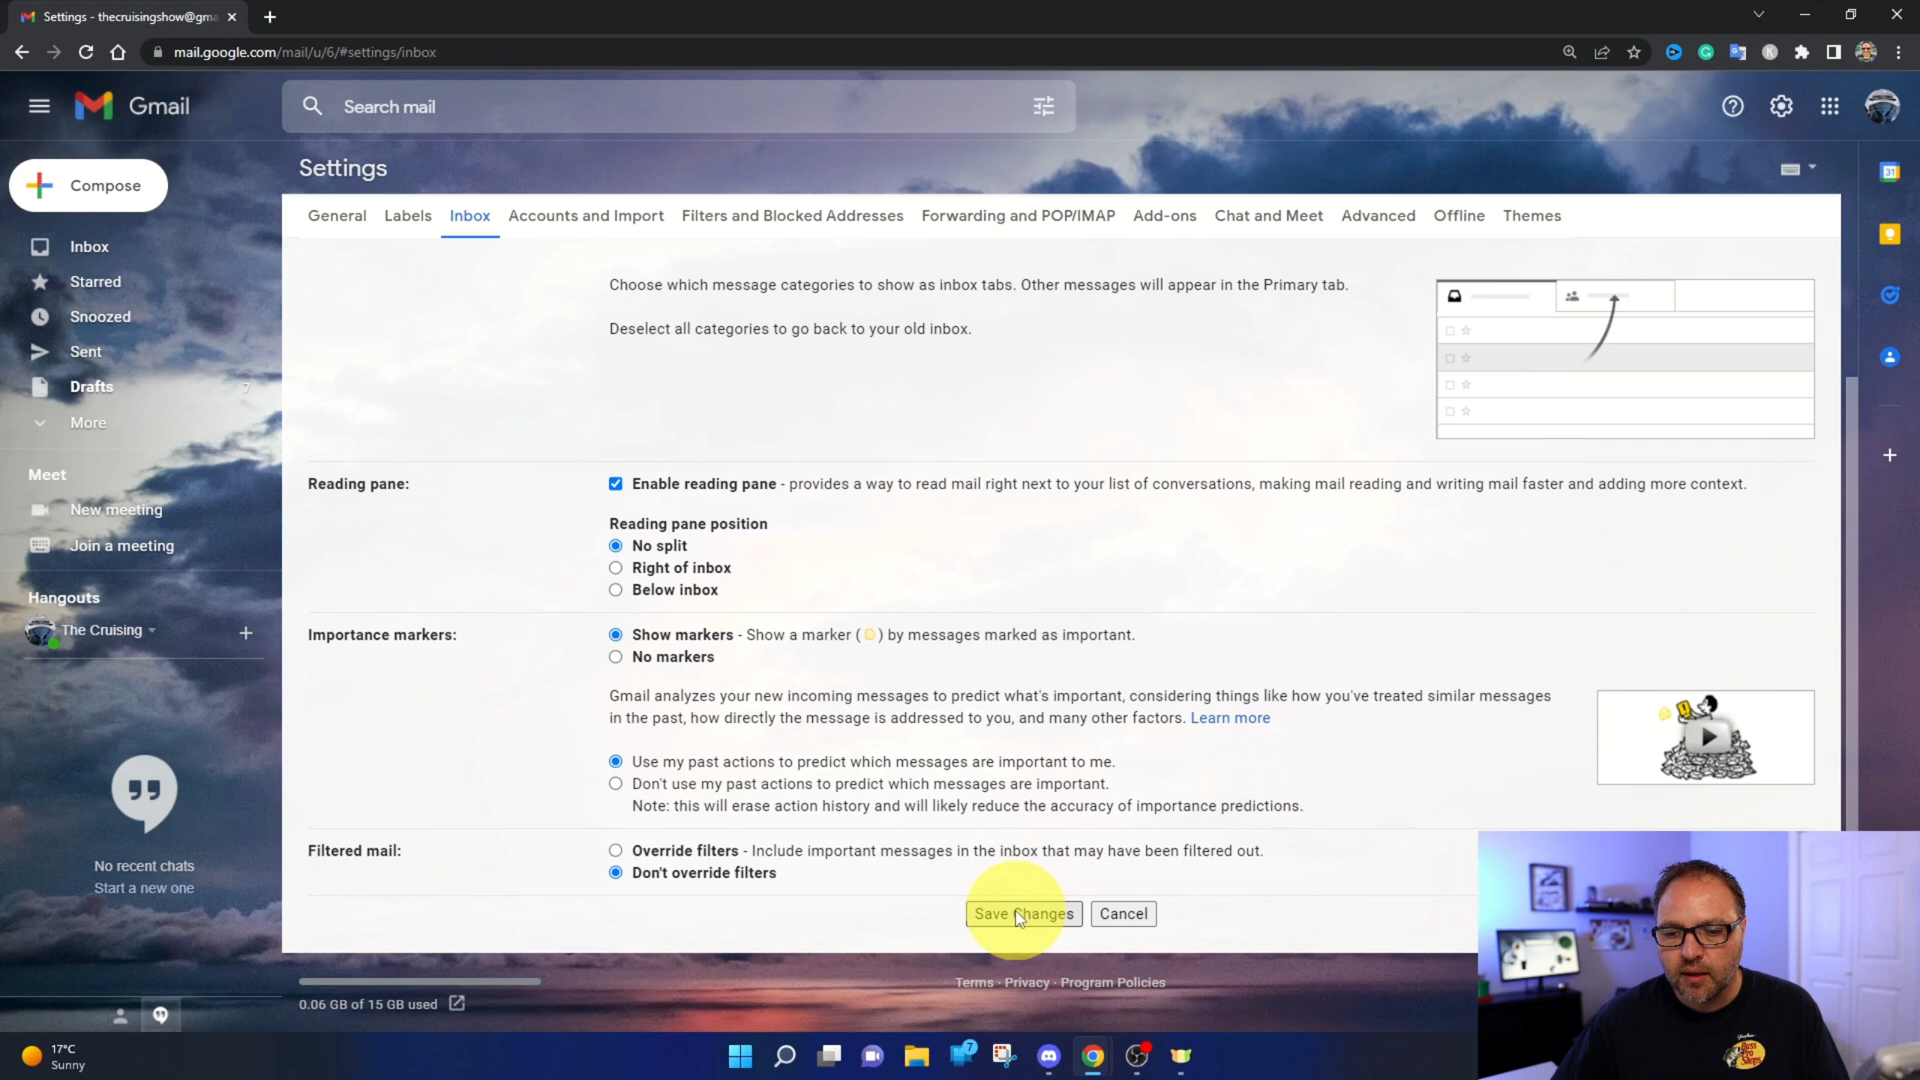 Settings - thecruisingshow@gma
mail.google.com/mail/u/6/#settings/inbox
Gmail
Search mail
Settings
Compose
General Labels Inbox Accounts and Import Filters and Blocked Addresses Forwarding and POP/IMAP Add-ons Chat and Meet Advanced Offline Themes
31
Inbox
Starred
Snoozed
Sent
Drafts 7
More
Choose which message categories to show as inbox tabs. Other messages will appear in the Primary tab.
Deselect all categories to go back to your old inbox.
Meet
New meeting
Join a meeting
Reading pane:
Enable reading pane - provides a way to read mail right next to your list of conversations, making mail reading and writing mail faster and adding more context.
Reading pane position
No split
Right of inbox
Below inbox
Hangouts
The Cruising
Importance markers:
Show markers - Show a marker ( ) by messages marked as important.
No markers
Gmail analyzes your new incoming messages to predict what's important, considering things like how you've treated similar messages
in the past, how directly the message is addressed to you, and many other factors. Learn more
Use my past actions to predict which messages are important to me.
Don't use my past actions to predict which messages are important.
Note: this will erase action history and will likely reduce the accuracy of importance predictions.
No recent chats
Start a new one
Filtered mail:
Override filters - Include important messages in the inbox that may have been filtered out.
Don't override filters
Save Changes Cancel
Terms · Privacy · Program Policies
0.06 GB of 15 GB used
17°C
Sunny
7
Bass
Pro Shops